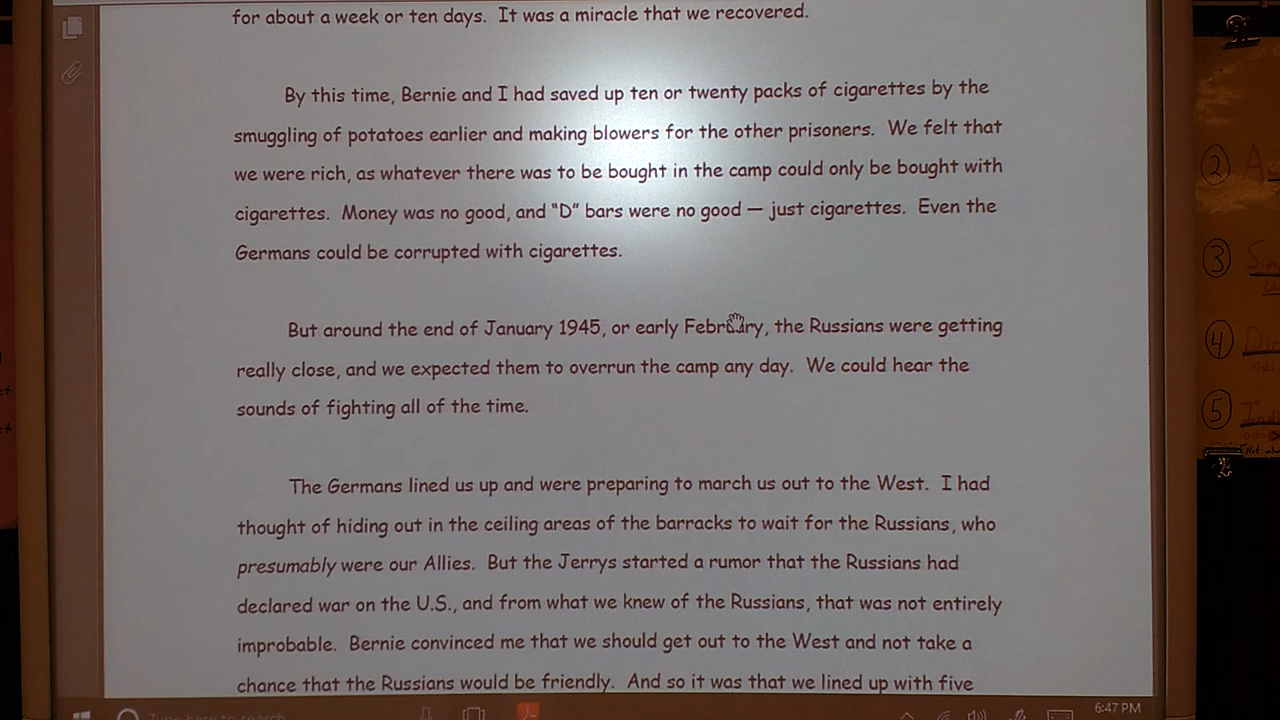 for about a week or ten days. It was a miracle that we recovered.
By this time, Bernie and I had saved up ten or twenty packs of cigarettes by the
smuggling of potatoes earlier and making blowers for the other prisoners. We felt that
we were rich, as whatever there was to be bought in the camp could only be bought with
cigarettes. Money was no good, and “D” bars were no good — just cigarettes. Even the
Germans could be corrupted with cigarettes.
But around the end of January 1945, or early February, the Russians were getting
really close, and we expected them to overrun the camp any day. We could hear the
sounds of fighting all of the time.
The Germans lined us up and were preparing to march us out to the West. I had
thought of hiding out in the ceiling areas of the barracks to wait for the Russians, who
presumably were our Allies. But the Jerrys started a rumor that the Russians had
declared war on the U.S., and from what we knew of the Russians, that was not entirely
improbable. Bernie convinced me that we should get out to the West and not take a
chance that the Russians would be friendly. And so it was that we lined up with five
Type here to search
6:47 PM
2
3
4
5